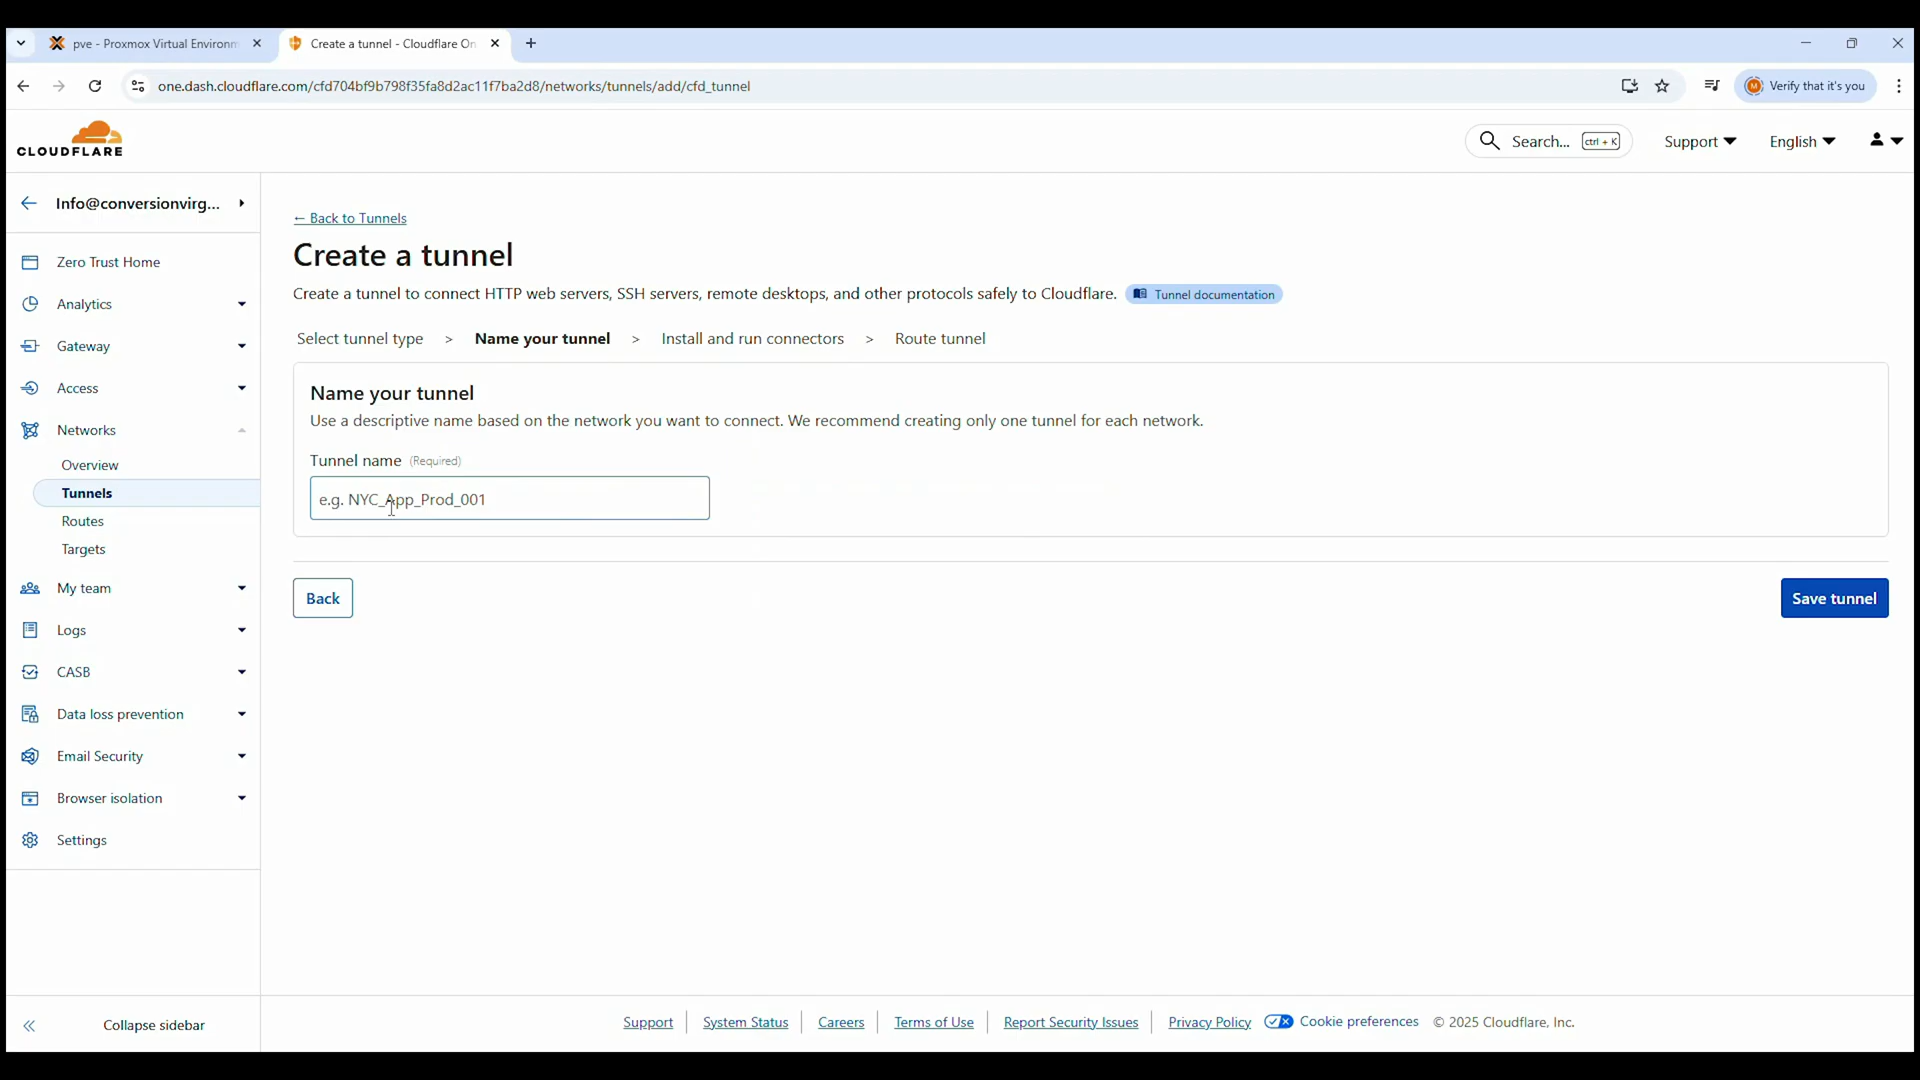 pve - Proxmox Virtual Environm
Create a tunnel - Cloudflare On
one.dash.cloudflare.com/cfd704bf9b798f35fa8d2ac11f7ba2d8/networks/tunnels/add/cfd_tunnel
Verify that it's you
CLOUDFLARE
Search... ctrl + K
Support
English
Info@conversionvirg...
Zero Trust Home
Analytics
Gateway
Access
Networks
Overview
Tunnels
Routes
Targets
My team
Logs
CASB
Data loss prevention
Email Security
Browser isolation
Settings
Collapse sidebar
← Back to Tunnels
Create a tunnel
Create a tunnel to connect HTTP web servers, SSH servers, remote desktops, and other protocols safely to Cloudflare. Tunnel documentation
Select tunnel type > Name your tunnel > Install and run connectors > Route tunnel
Name your tunnel
Use a descriptive name based on the network you want to connect. We recommend creating only one tunnel for each network.
Tunnel name (Required)
e.g. NYC_App_Prod_001
Back
Save tunnel
Support
System Status
Careers
Terms of Use
Report Security Issues
Privacy Policy
Cookie preferences
© 2025 Cloudflare, Inc.